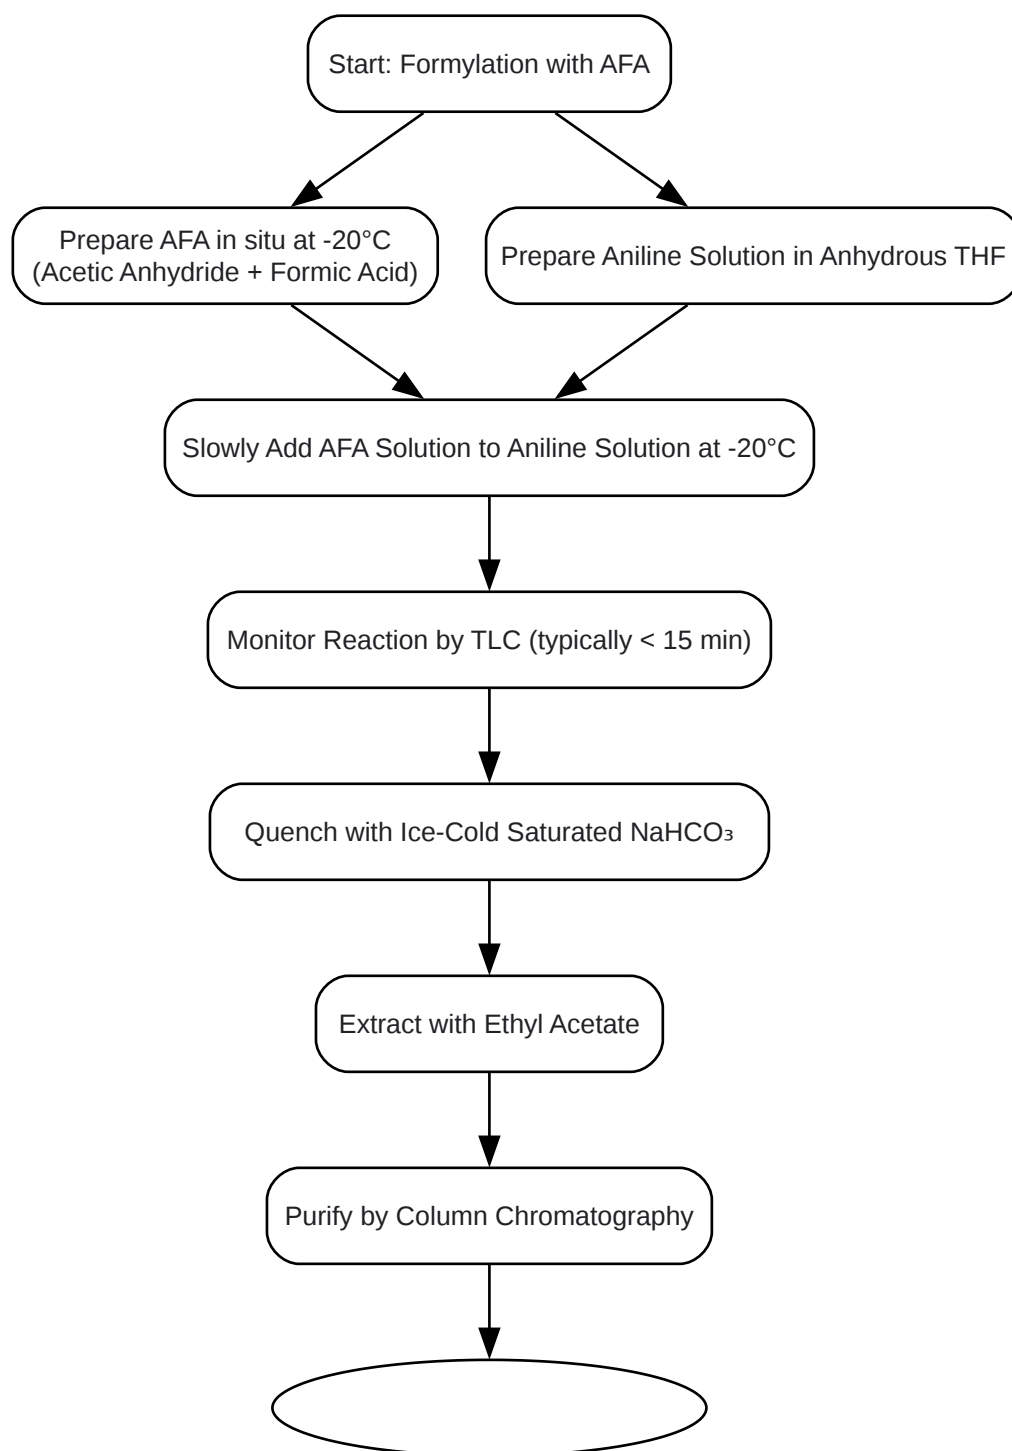 Start: Formylation with AFA
Prepare AFA in situ at -20°C
(Acetic Anhydride + Formic Acid)
Prepare Aniline Solution in Anhydrous THF
Slowly Add AFA Solution to Aniline Solution at -20°C
Monitor Reaction by TLC (typically < 15 min)
Quench with Ice-Cold Saturated NaHCO₃
Extract with Ethyl Acetate
Purify by Column Chromatography